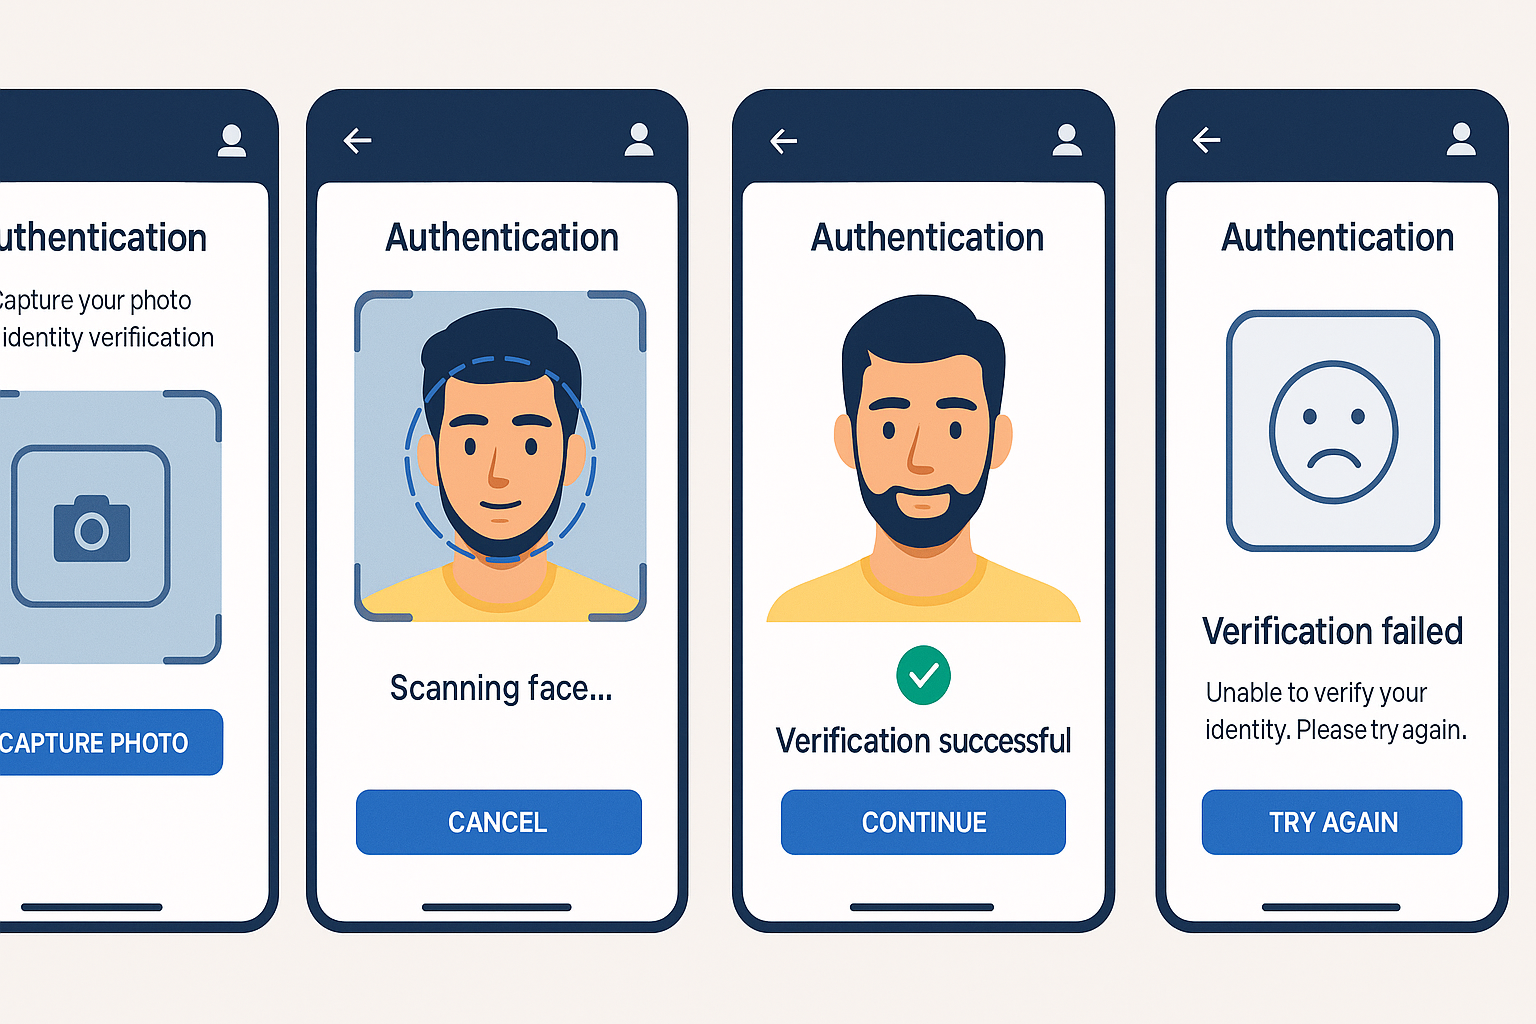 uthentication
Capture your photo
identity verifiication
CAPTURE PHOTO
Authentication
Scanning face...
CANCEL
Authentication
Verification successful
CONTINUE
Authentication
Verification failed
Unable to verify your
identity. Please try again.
TRY AGAIN